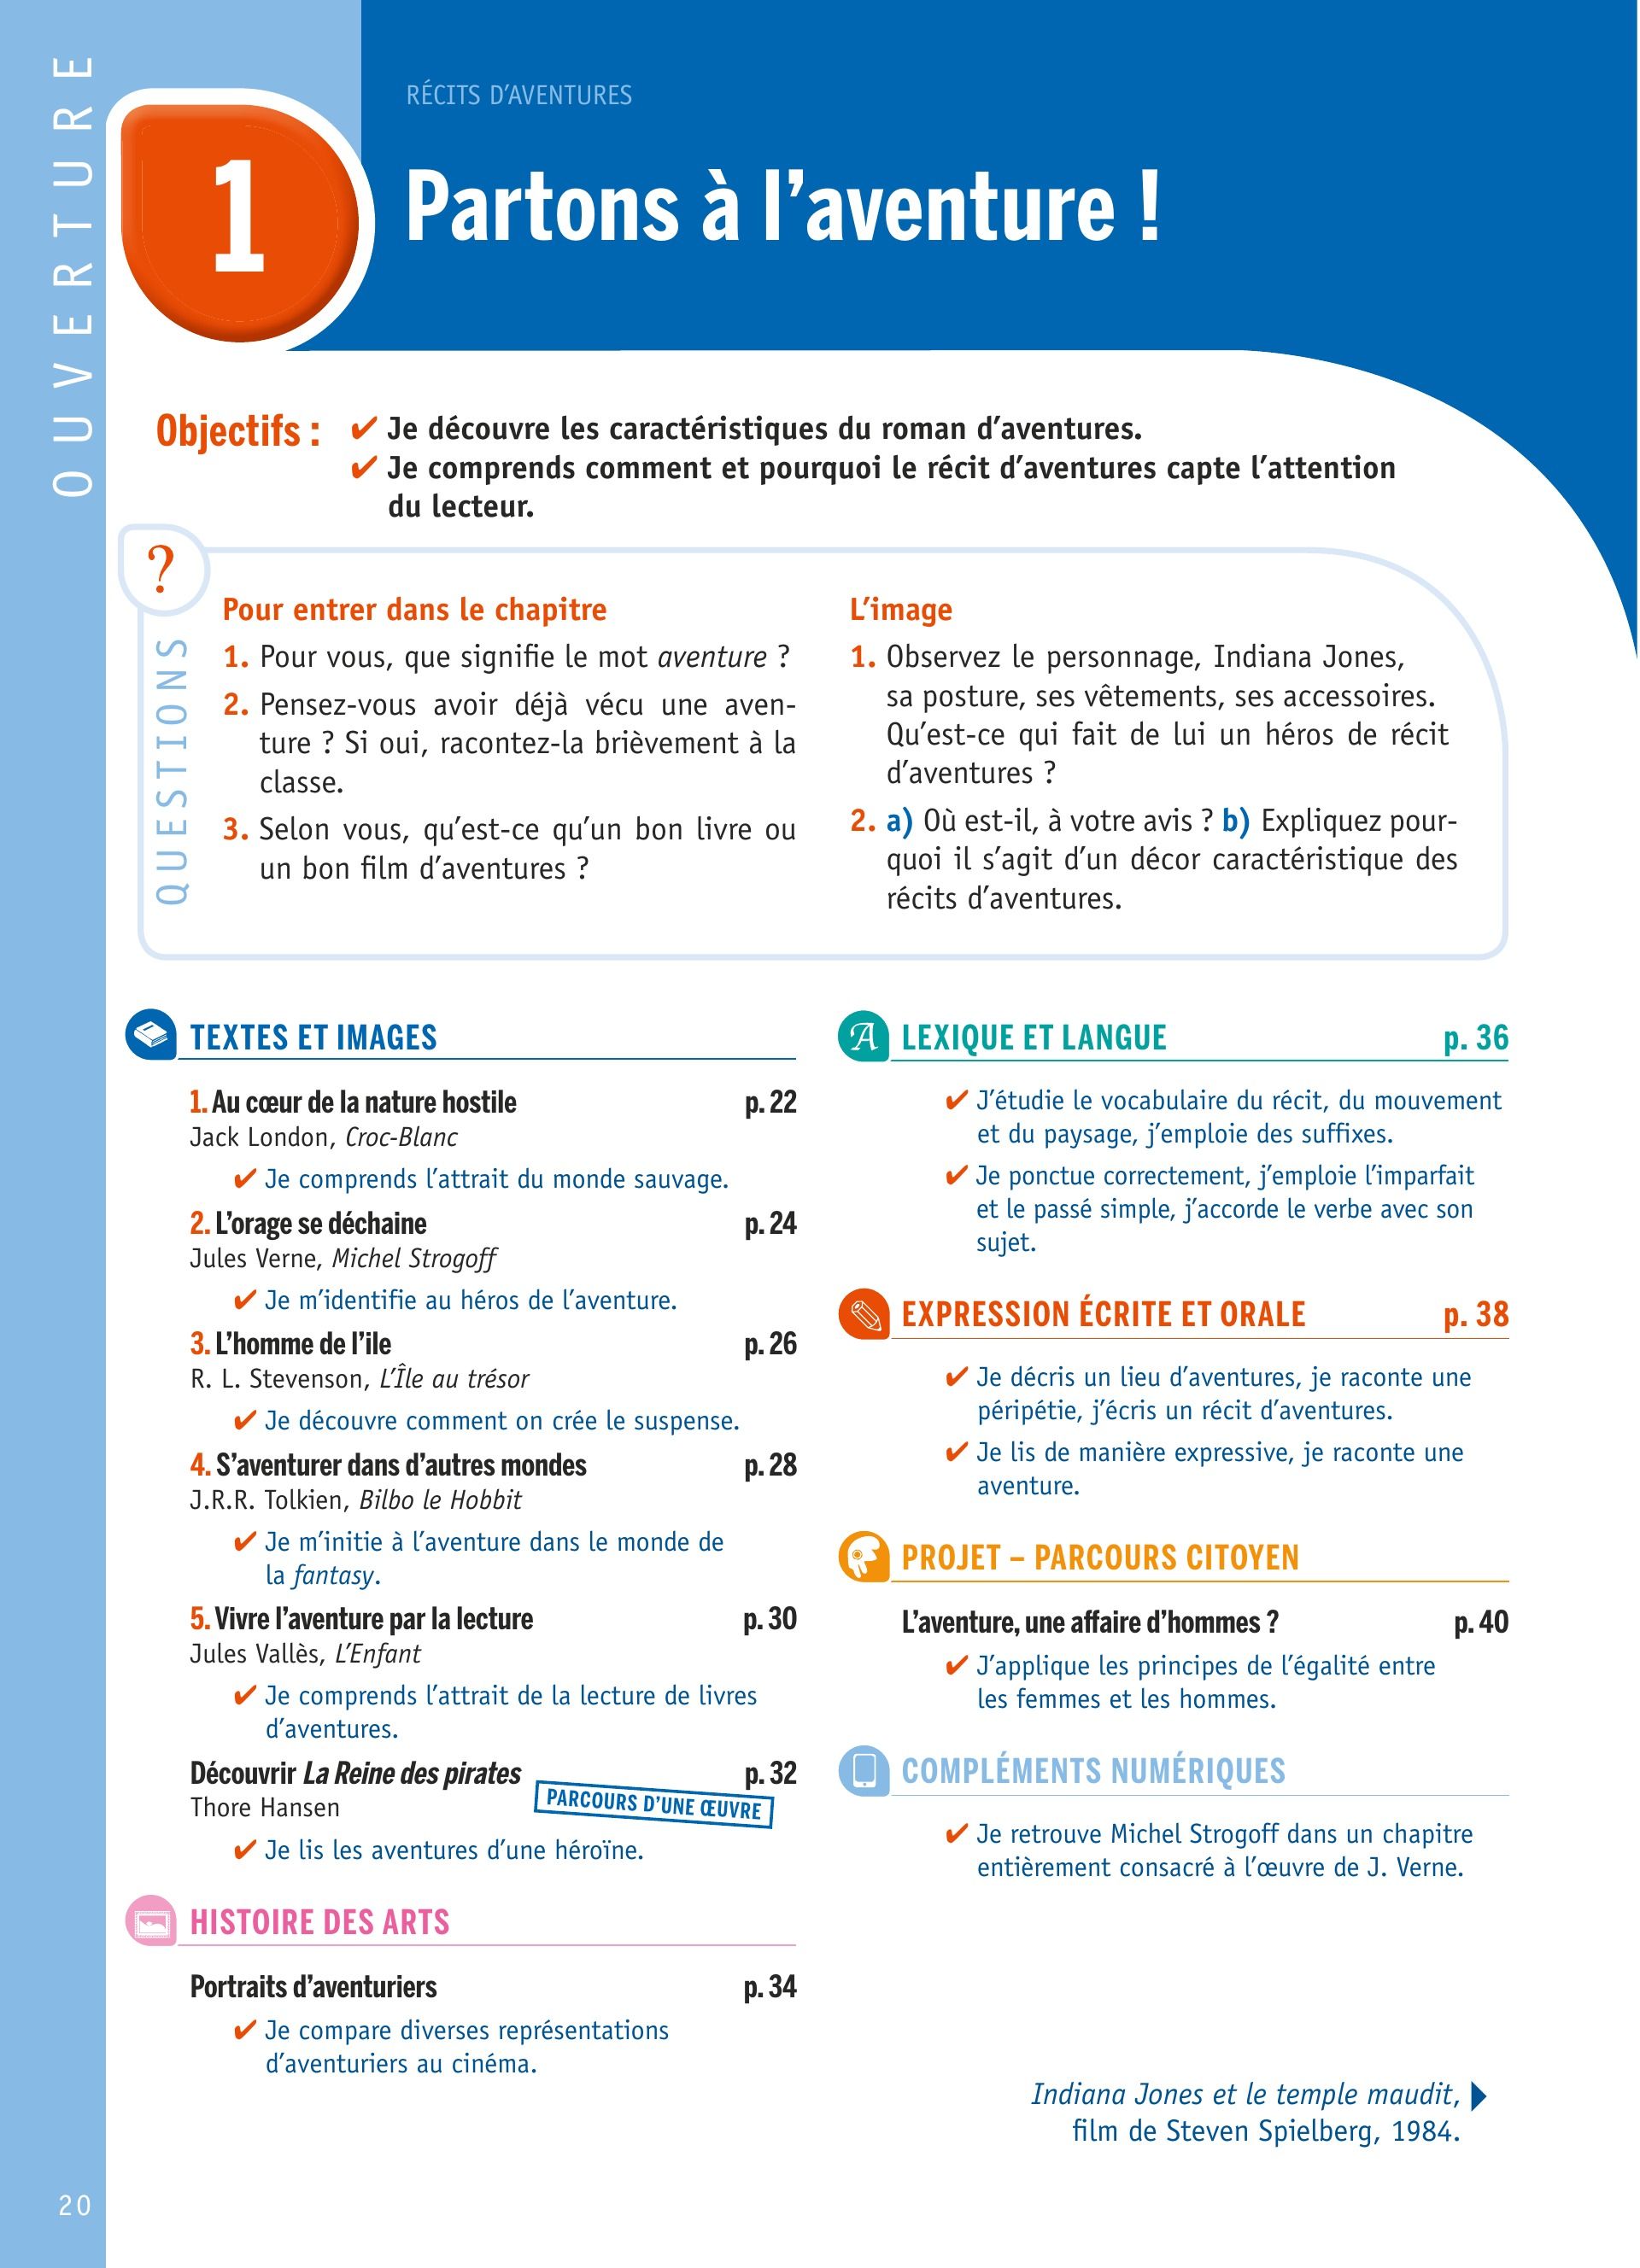 OUVERTURE
RÉCITS D'AVENTURES
1
Partons à l'aventure !
Objectifs :
✔ Je découvre les caractéristiques du roman d'aventures.
✔ Je comprends comment et pourquoi le récit d'aventures capte l'attention
du lecteur.
?
QUESTIONS
Pour entrer dans le chapitre
1. Pour vous, que signifie le mot aventure ?
2. Pensez-vous avoir déjà vécu une aven-
ture ? Si oui, racontez-la brièvement à la
classe.
3. Selon vous, qu'est-ce qu'un bon livre ou
un bon film d'aventures ?
L'image
1. Observez le personnage, Indiana Jones,
sa posture, ses vêtements, ses accessoires.
Qu'est-ce qui fait de lui un héros de récit
d'aventures ?
2. a) Où est-il, à votre avis ? b) Expliquez pour-
quoi il s'agit d'un décor caractéristique des
récits d'aventures.
TEXTES ET IMAGES
1. Au cœur de la nature hostile p. 22
Jack London, Croc-Blanc
✔ Je comprends l'attrait du monde sauvage.
2. L'orage se déchaine p. 24
Jules Verne, Michel Strogoff
✔ Je m'identifie au héros de l'aventure.
3. L'homme de l'ile p. 26
R. L. Stevenson, L'Île au trésor
✔ Je découvre comment on crée le suspense.
4. S'aventurer dans d'autres mondes p. 28
J.R.R. Tolkien, Bilbo le Hobbit
✔ Je m'initie à l'aventure dans le monde de
la fantasy.
5. Vivre l'aventure par la lecture p. 30
Jules Vallès, L'Enfant
✔ Je comprends l'attrait de la lecture de livres
d'aventures.
Découvrir La Reine des pirates p. 32
Thore Hansen
PARCOURS D'UNE ŒUVRE
✔ Je lis les aventures d'une héroïne.
HISTOIRE DES ARTS
Portraits d'aventuriers p. 34
✔ Je compare diverses représentations
d'aventuriers au cinéma.
A
LEXIQUE ET LANGUE p. 36
✔ J'étudie le vocabulaire du récit, du mouvement
et du paysage, j'emploie des suffixes.
✔ Je ponctue correctement, j'emploie l'imparfait
et le passé simple, j'accorde le verbe avec son
sujet.
EXPRESSION ÉCRITE ET ORALE p. 38
✔ Je décris un lieu d'aventures, je raconte une
péripétie, j'écris un récit d'aventures.
✔ Je lis de manière expressive, je raconte une
aventure.
PROJET – PARCOURS CITOYEN
L'aventure, une affaire d'hommes ? p. 40
✔ J'applique les principes de l'égalité entre
les femmes et les hommes.
COMPLÉMENTS NUMÉRIQUES
✔ Je retrouve Michel Strogoff dans un chapitre
entièrement consacré à l'œuvre de J. Verne.
Indiana Jones et le temple maudit,
film de Steven Spielberg, 1984.
20